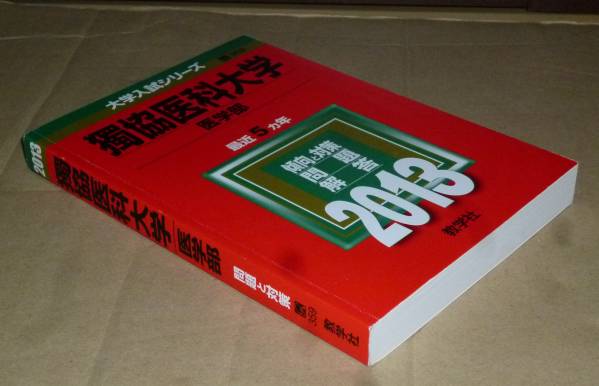 大学入試シリーズ
獨協医科大学
医学部
最近5ヵ年
傾向と対策
問題
解答
2013
教学社
2013
獨協医科大学 医学部
問題と対策
359
教学社